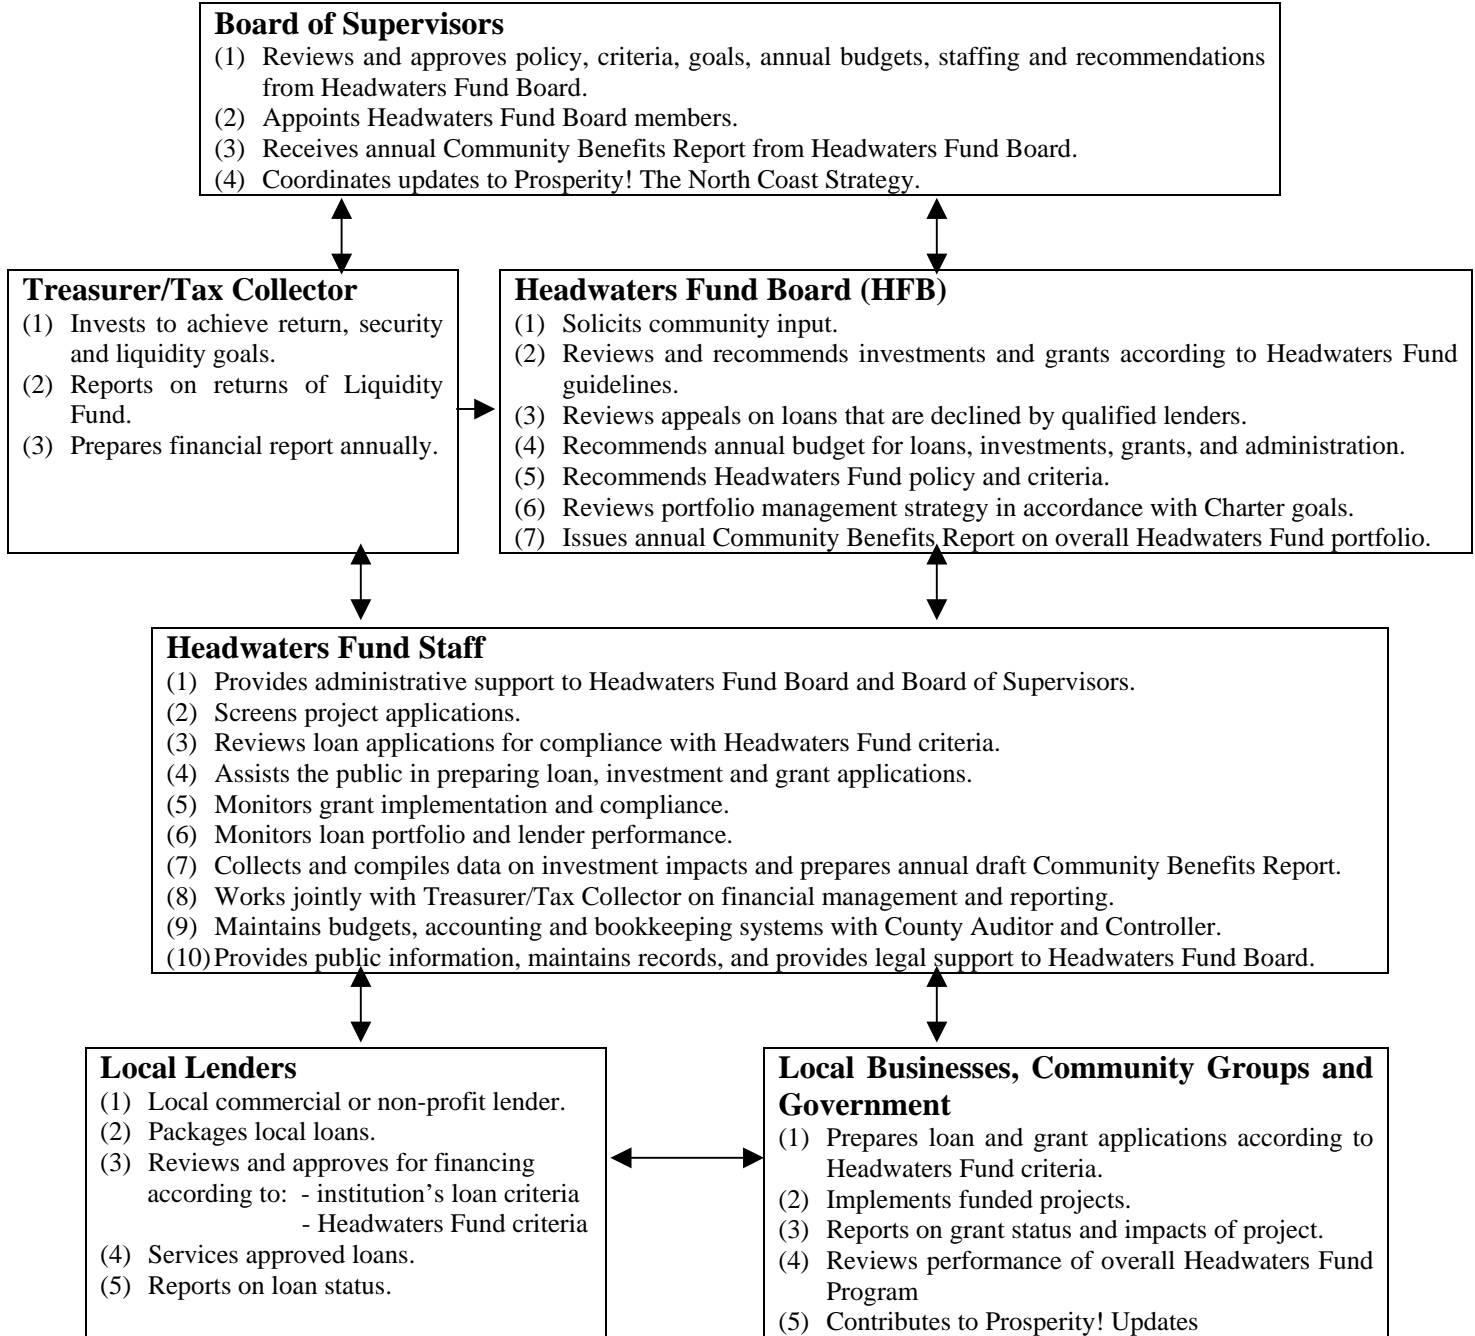 Board of Supervisors
(1) Reviews and approves policy, criteria, goals, annual budgets, staffing and recommendations
from Headwaters Fund Board.
(2) Appoints Headwaters Fund Board members.
(3) Receives annual Community Benefits Report from Headwaters Fund Board.
(4) Coordinates updates to Prosperity! The North Coast Strategy.
Treasurer/Tax Collector
(1) Invests to achieve return, security
and liquidity goals.
(2) Reports on returns of Liquidity
Fund.
(3) Prepares financial report annually.
Headwaters Fund Board (HFB)
(1) Solicits community input.
(2) Reviews and recommends investments and grants according to Headwaters Fund
guidelines.
(3) Reviews appeals on loans that are declined by qualified lenders.
(4) Recommends annual budget for loans, investments, grants, and administration.
(5) Recommends Headwaters Fund policy and criteria.
(6) Reviews portfolio management strategy in accordance with Charter goals.
(7) Issues annual Community Benefits Report on overall Headwaters Fund portfolio.
Headwaters Fund Staff
(1) Provides administrative support to Headwaters Fund Board and Board of Supervisors.
(2) Screens project applications.
(3) Reviews loan applications for compliance with Headwaters Fund criteria.
(4) Assists the public in preparing loan, investment and grant applications.
(5) Monitors grant implementation and compliance.
(6) Monitors loan portfolio and lender performance.
(7) Collects and compiles data on investment impacts and prepares annual draft Community Benefits Report.
(8) Works jointly with Treasurer/Tax Collector on financial management and reporting.
(9) Maintains budgets, accounting and bookkeeping systems with County Auditor and Controller.
(10) Provides public information, maintains records, and provides legal support to Headwaters Fund Board.
Local Lenders
(1) Local commercial or non-profit lender.
(2) Packages local loans.
(3) Reviews and approves for financing
according to: - institution's loan criteria
- Headwaters Fund criteria
(4) Services approved loans.
(5) Reports on loan status.
Local Businesses, Community Groups and
Government
(1) Prepares loan and grant applications according to
Headwaters Fund criteria.
(2) Implements funded projects.
(3) Reports on grant status and impacts of project.
(4) Reviews performance of overall Headwaters Fund
Program
(5) Contributes to Prosperity! Updates